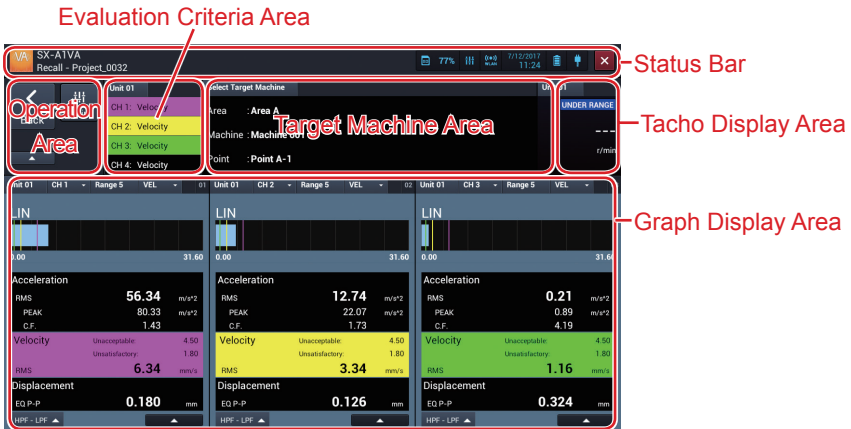 Evaluation Criteria Area
VA SX-A1VA
Recall - Project_0032
77% WLAN 7/12/2017
11:24
Status Bar
Back
Operation
Area
Unit 01
CH 1: Velocity
CH 2: Velocity
CH 3: Velocity
CH 4: Velocity
Select Target Machine
Area : Area A
Machine : Machine 001
Point : Point A-1
Target Machine Area
Unit 01
UNDER RANGE
---
r/min
Tacho Display Area
Unit 01 CH 1 Range 5 VEL 01
LIN
0.00 31.60
Acceleration
RMS 56.34 m/s^2
PEAK 80.33 m/s^2
C.F. 1.43
Velocity Unacceptable: 4.50
Unsatisfactory: 1.80
RMS 6.34 mm/s
Displacement
EQ P-P 0.180 mm
HPF - LPF
Unit 01 CH 2 Range 5 VEL 02
LIN
0.00 31.60
Acceleration
RMS 12.74 m/s^2
PEAK 22.07 m/s^2
C.F. 1.73
Velocity Unacceptable: 4.50
Unsatisfactory: 1.80
RMS 3.34 mm/s
Displacement
EQ P-P 0.126 mm
HPF - LPF
Unit 01 CH 3 Range 5 VEL
LIN
0.00 31.60
Acceleration
RMS 0.21 m/s^2
PEAK 0.89 m/s^2
C.F. 4.19
Velocity Unacceptable: 4.50
Unsatisfactory: 1.80
RMS 1.16 mm/s
Displacement
EQ P-P 0.324 mm
HPF - LPF
Graph Display Area